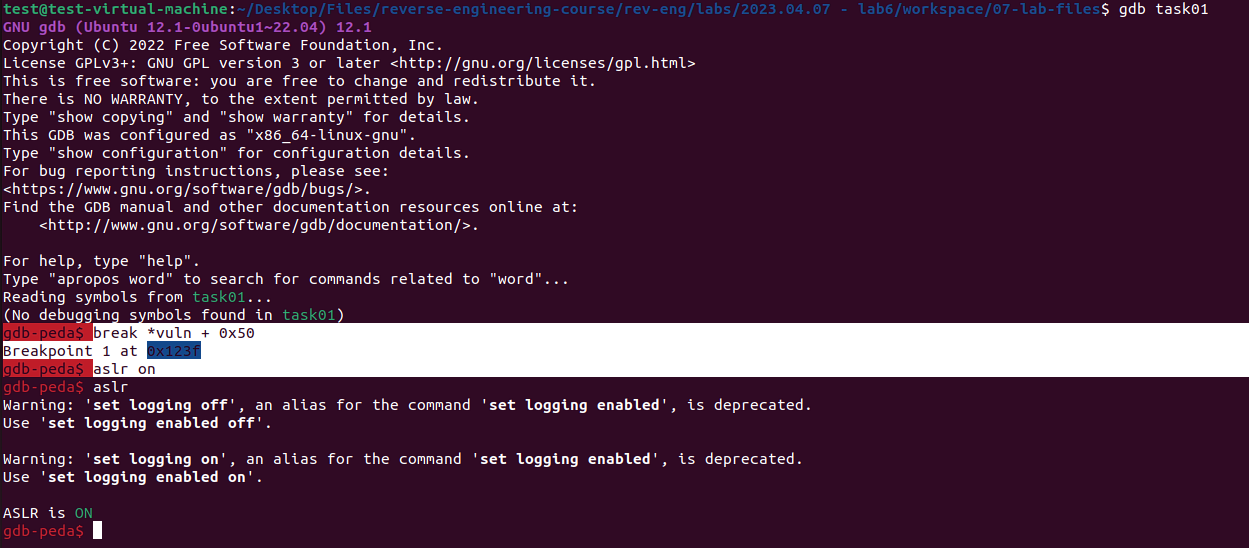 test@test-virtual-machine:~/Desktop/Files/reverse-engineering-course/rev-eng/labs/2023.04.07 - lab6/workspace/07-lab-files$ gdb task01
GNU gdb (Ubuntu 12.1-0ubuntu1~22.04) 12.1
Copyright (C) 2022 Free Software Foundation, Inc.
License GPLv3+: GNU GPL version 3 or later <http://gnu.org/licenses/gpl.html>
This is free software: you are free to change and redistribute it.
There is NO WARRANTY, to the extent permitted by law.
Type "show copying" and "show warranty" for details.
This GDB was configured as "x86_64-linux-gnu".
Type "show configuration" for configuration details.
For bug reporting instructions, please see:
<https://www.gnu.org/software/gdb/bugs/>.
Find the GDB manual and other documentation resources online at:
    <http://www.gnu.org/software/gdb/documentation/>.

For help, type "help".
Type "apropos word" to search for commands related to "word"...
Reading symbols from task01...
(No debugging symbols found in task01)
gdb-peda$ break *vuln + 0x50
Breakpoint 1 at 0x123f
gdb-peda$ aslr on
gdb-peda$ aslr
Warning: 'set logging off', an alias for the command 'set logging enabled', is deprecated.
Use 'set logging enabled off'.

Warning: 'set logging on', an alias for the command 'set logging enabled', is deprecated.
Use 'set logging enabled on'.

ASLR is ON
gdb-peda$